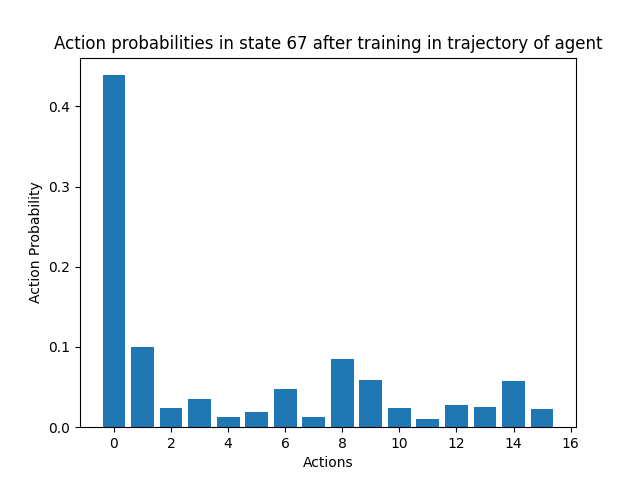 Action probabilities in state 67 after training in trajectory of agent
0.4
0.3
0.2
0.1
0.0
Action Probability
0 2 4 6 8 10 12 14 16
Actions